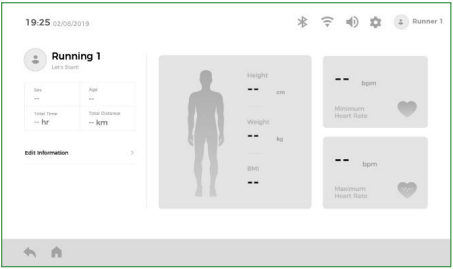 19:25 02/05/2019
Runner 1
Running 1
Let's Start!
Sex
--
Age
--
Total Time
-- hr
Total Distance
-- km
Edit Information >
Height
-- cm
Weight
-- kg
BMI
--
-- bpm
Minimum
Heart Rate
-- bpm
Maximum
Heart Rate